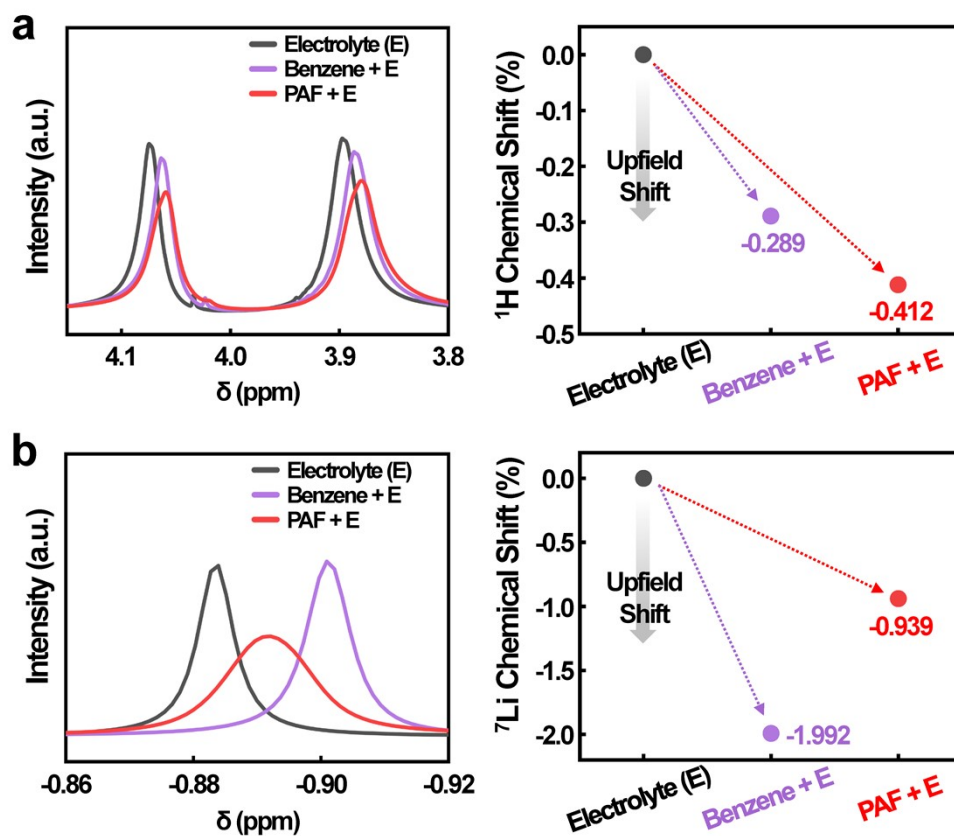 a
Electrolyte (E)
Benzene + E
PAF + E
Intensity (a.u.)
4.1
4.0
3.9
3.8
δ (ppm)
¹H Chemical Shift (%)
0.0
-0.1
-0.2
-0.3
-0.4
-0.5
Upfield
Shift
-0.289
-0.412
Electrolyte (E)
Benzene + E
PAF + E
b
Electrolyte (E)
Benzene + E
PAF + E
Intensity (a.u.)
-0.86
-0.88
-0.90
-0.92
δ (ppm)
⁷Li Chemical Shift (%)
0.0
-0.5
-1.0
-1.5
-2.0
Upfield
Shift
-0.939
-1.992
Electrolyte (E)
Benzene + E
PAF + E